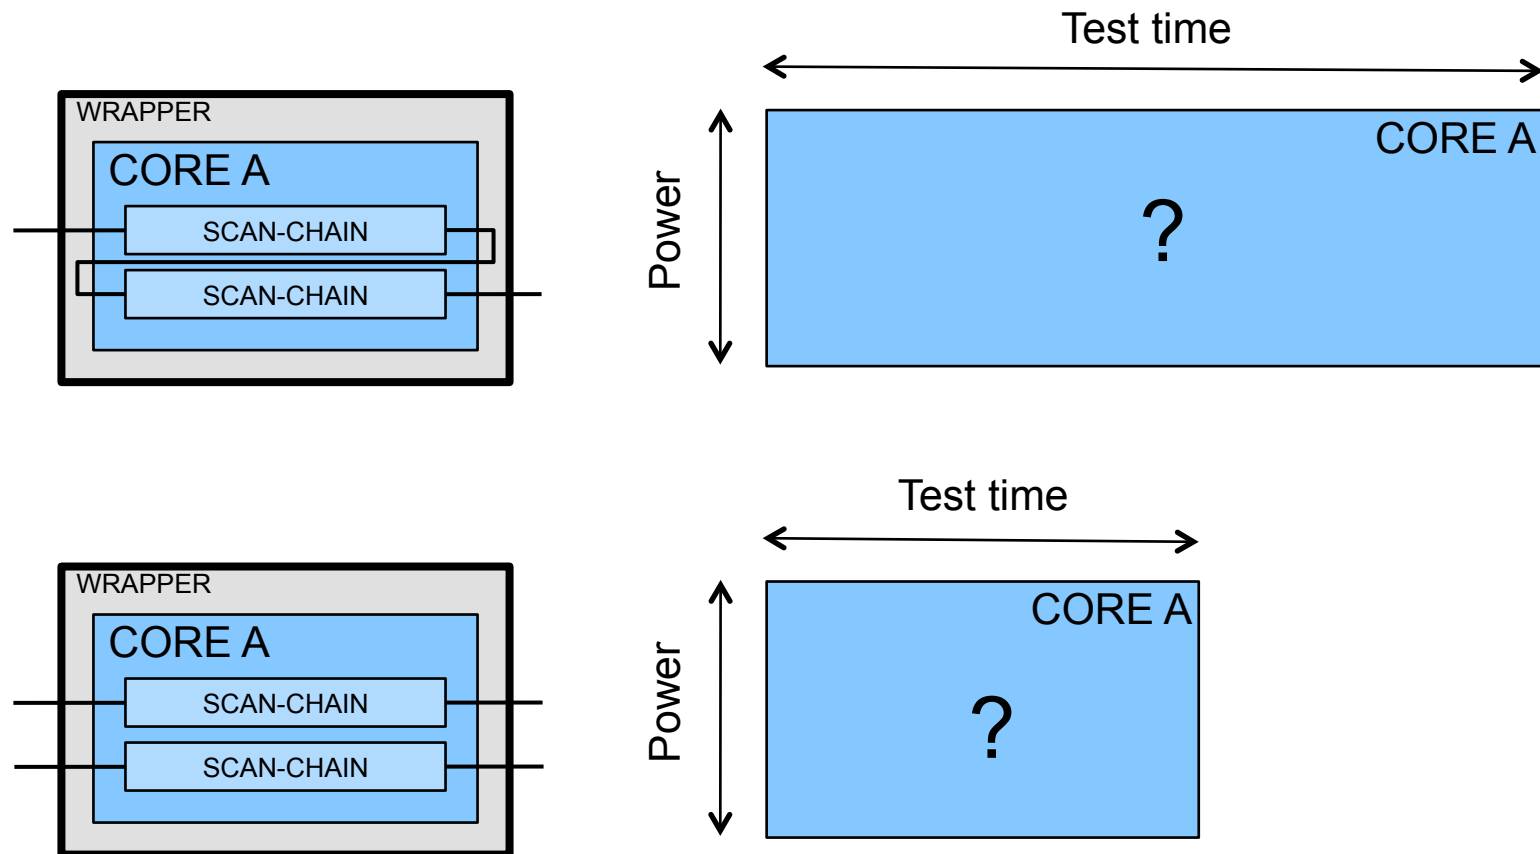 Test time
WRAPPER
CORE A
SCAN-CHAIN
SCAN-CHAIN
Power
CORE A
?
Test time
WRAPPER
CORE A
SCAN-CHAIN
SCAN-CHAIN
Power
CORE A
?